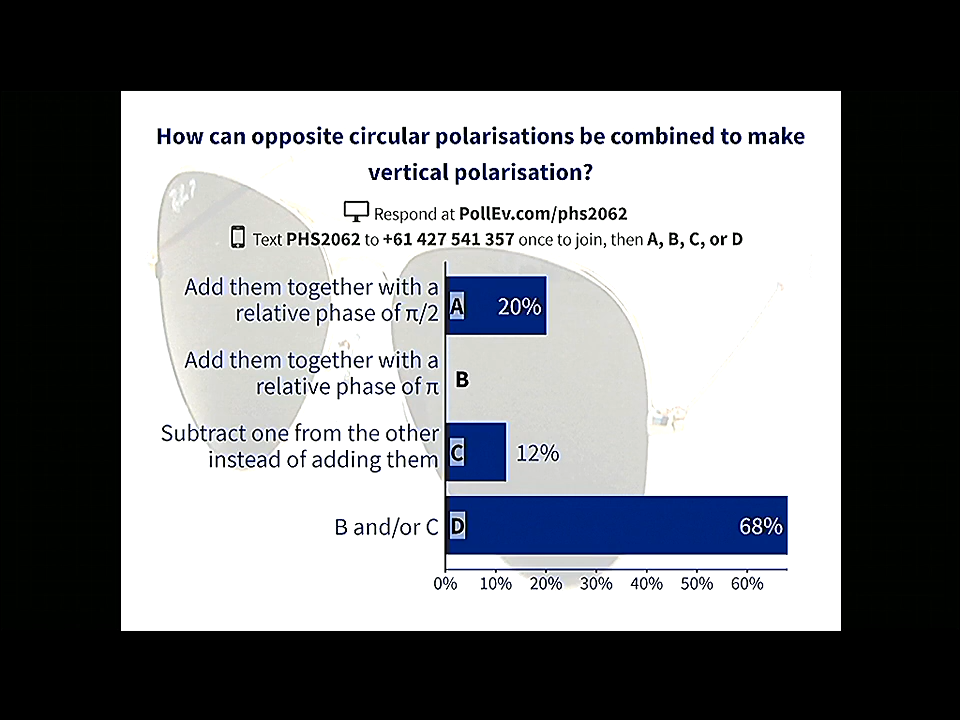 How can opposite circular polarisations be combined to make
vertical polarisation?
Respond at PollEv.com/phs2062
Text PHS2062 to +61 427 541 357 once to join, then A, B, C, or D
Add them together with a
relative phase of π/2
A
20%
Add them together with a
relative phase of π
B
Subtract one from the other
instead of adding them
C
12%
B and/or C
D
68%
0% 10% 20% 30% 40% 50% 60%